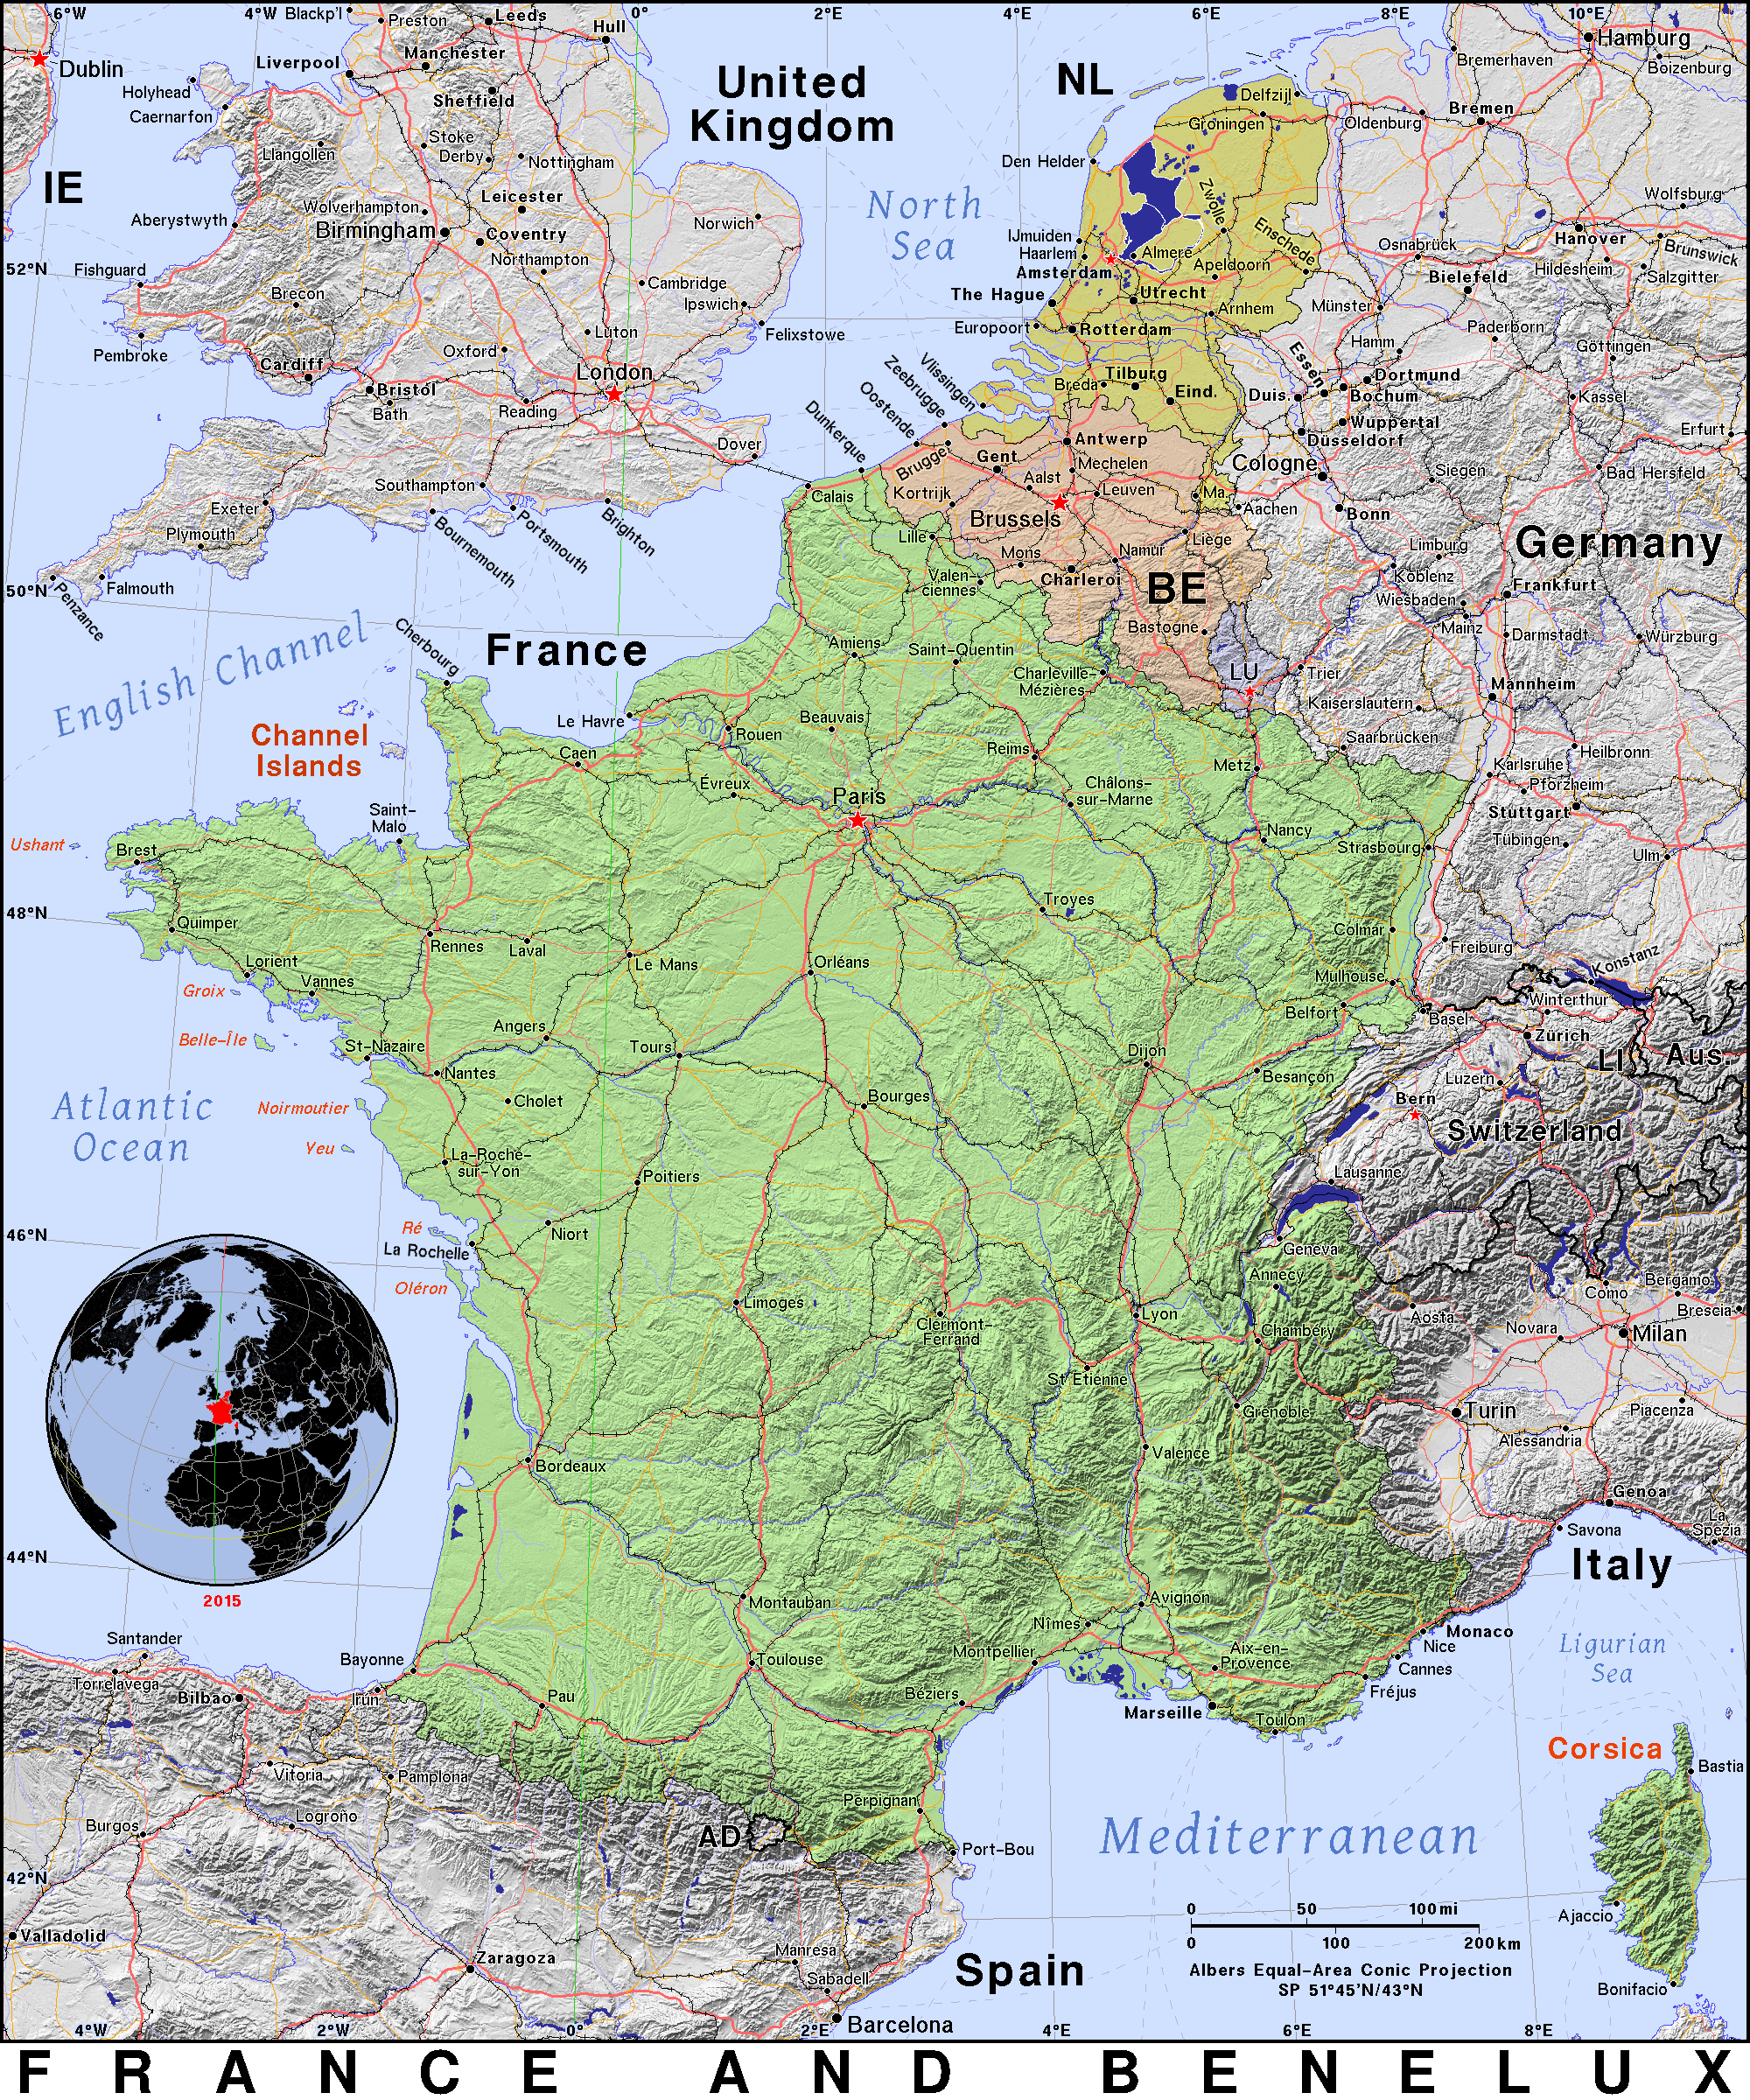 6°W
4°W
Blackp'l
0°
2°E
4°E
6°E
8°E
10°E
Preston
Leeds
Hull
Dublin
Liverpool
Manchester
Sheffield
Holyhead
Caernarfon
Llangollen
Stoke
Derby
Nottingham
United
Kingdom
NL
IE
Aberystwyth
Wolverhampton
Birmingham
Leicester
Coventry
Northampton
Norwich
Fishguard
Brecon
Cambridge
Ipswich
Felixstowe
Luton
Pembroke
Cardiff
Oxford
London
Bristol
Bath
Reading
Dover
Southampton
Exeter
Plymouth
Bournemouth
Portsmouth
Brighton
Penzance
Falmouth
52°N
50°N
48°N
46°N
44°N
42°N
North
Sea
Hamburg
Bremerhaven
Boizenburg
Delfzijl
Groningen
Oldenburg
Bremen
Den Helder
Zwolle
Enschede
Wolfsburg
IJmuiden
Haarlem
Amsterdam
Almere
Apeldoorn
Osnabrück
Hanover
Brunswick
Hildesheim
Salzgitter
Bielefeld
The Hague
Utrecht
Arnhem
Münster
Europoort
Rotterdam
Paderborn
Hamm
Göttingen
Vlissingen
Zeebrugge
Oostende
Dunkerque
Breda
Tilburg
Eind.
Essen
Duis.
Dortmund
Bochum
Kassel
Wuppertal
Düsseldorf
Erfurt
Antwerp
Brugge
Gent
Mechelen
Cologne
Siegen
Bad Hersfeld
Calais
Kortrijk
Aalst
Leuven
Ma.
Aachen
Bonn
Brussels
Germany
Lille
Mons
Namur
Liège
Limburg
Valen-
ciennes
Charleroi
BE
Koblenz
Frankfurt
Wiesbaden
Mainz
Darmstadt
Würzburg
Bastogne
LU
Trier
Mannheim
Kaiserslautern
Saarbrücken
Heilbronn
Karlsruhe
Pforzheim
Stuttgart
Tübingen
Ulm
English Channel
Cherbourg
France
Channel
Islands
Amiens
Saint-Quentin
Charleville-
Mézières
Le Havre
Rouen
Beauvais
Caen
Reims
Metz
Évreux
Paris
Châlons-
sur-Marne
Saint-
Malo
Nancy
Strasbourg
Ushant
Brest
Quimper
Rennes
Laval
Le Mans
Orléans
Troyes
Colmar
Freiburg
Lorient
Vannes
Groix
Mulhouse
Konstanz
Belfort
Basel
Winterthur
Belle-Île
Angers
St-Nazaire
Tours
Dijon
Zürich
LI
Aus.
Nantes
Besançon
Luzern
Atlantic
Ocean
Noirmoutier
Cholet
Bourges
Bern
Switzerland
Yeu
La-Roche-
sur-Yon
Poitiers
Lausanne
Ré
La Rochelle
Niort
Geneva
Oléron
Annecy
Bergamo
Como
Limoges
Clermont-
Ferrand
Lyon
Chambéry
Aosta
Brescia
Novara
Milan
St Etienne
Grenoble
Turin
Piacenza
Alessandria
Valence
Bordeaux
Genoa
La
Spezia
Savona
Italy
2015
Montauban
Avignon
Nîmes
Santander
Torrelavega
Bilbao
Irun
Bayonne
Toulouse
Montpellier
Aix-en-
Provence
Monaco
Nice
Cannes
Ligurian
Sea
Pau
Béziers
Fréjus
Marseille
Toulon
Corsica
Vitoria
Pamplona
Bastia
Burgos
Logroño
Perpignan
AD
Port-Bou
Mediterranean
0 50 100 mi
0 100 200 km
Albers Equal-Area Conic Projection
SP 51°45'N/43°N
Ajaccio
Bonifacio
Valladolid
Zaragoza
Manresa
Sabadell
Spain
Barcelona
4°W
2°W
0°
2°E
4°E
6°E
8°E
FRANCE AND BENELUX